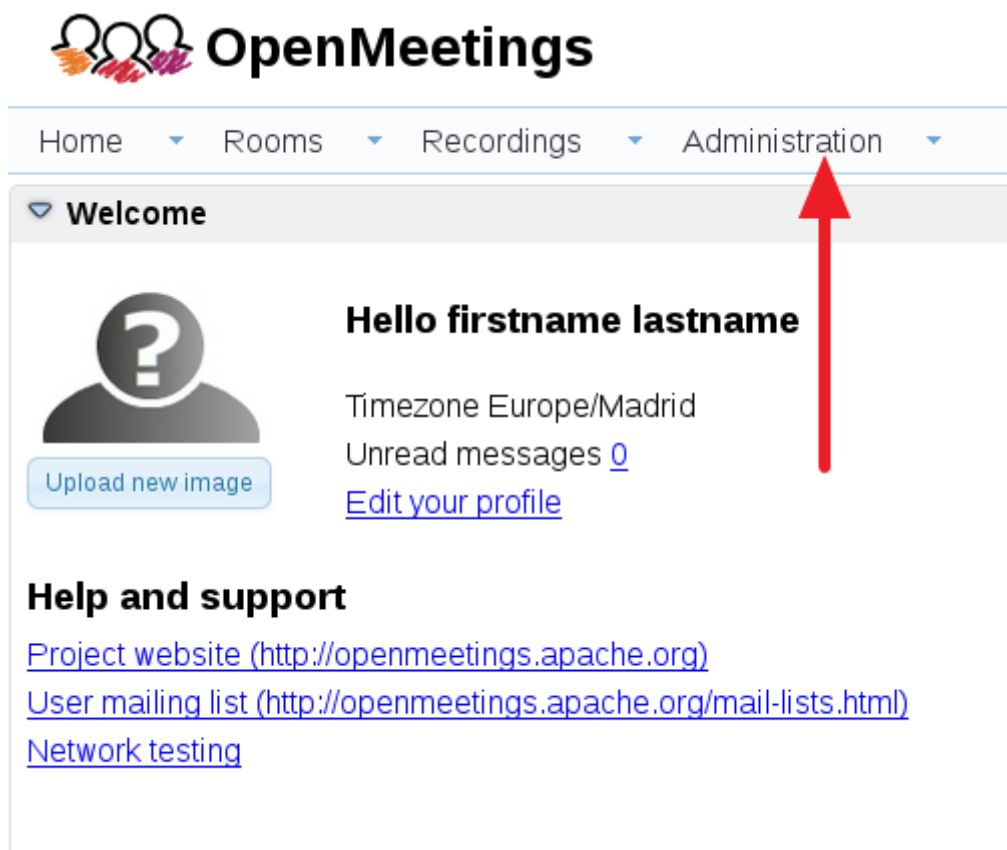 OpenMeetings
Home Rooms Recordings Administration
Welcome
?
Hello firstname lastname
Timezone Europe/Madrid
Unread messages 0
Edit your profile
Upload new image
Help and support
Project website (http://openmeetings.apache.org)
User mailing list (http://openmeetings.apache.org/mail-lists.html)
Network testing